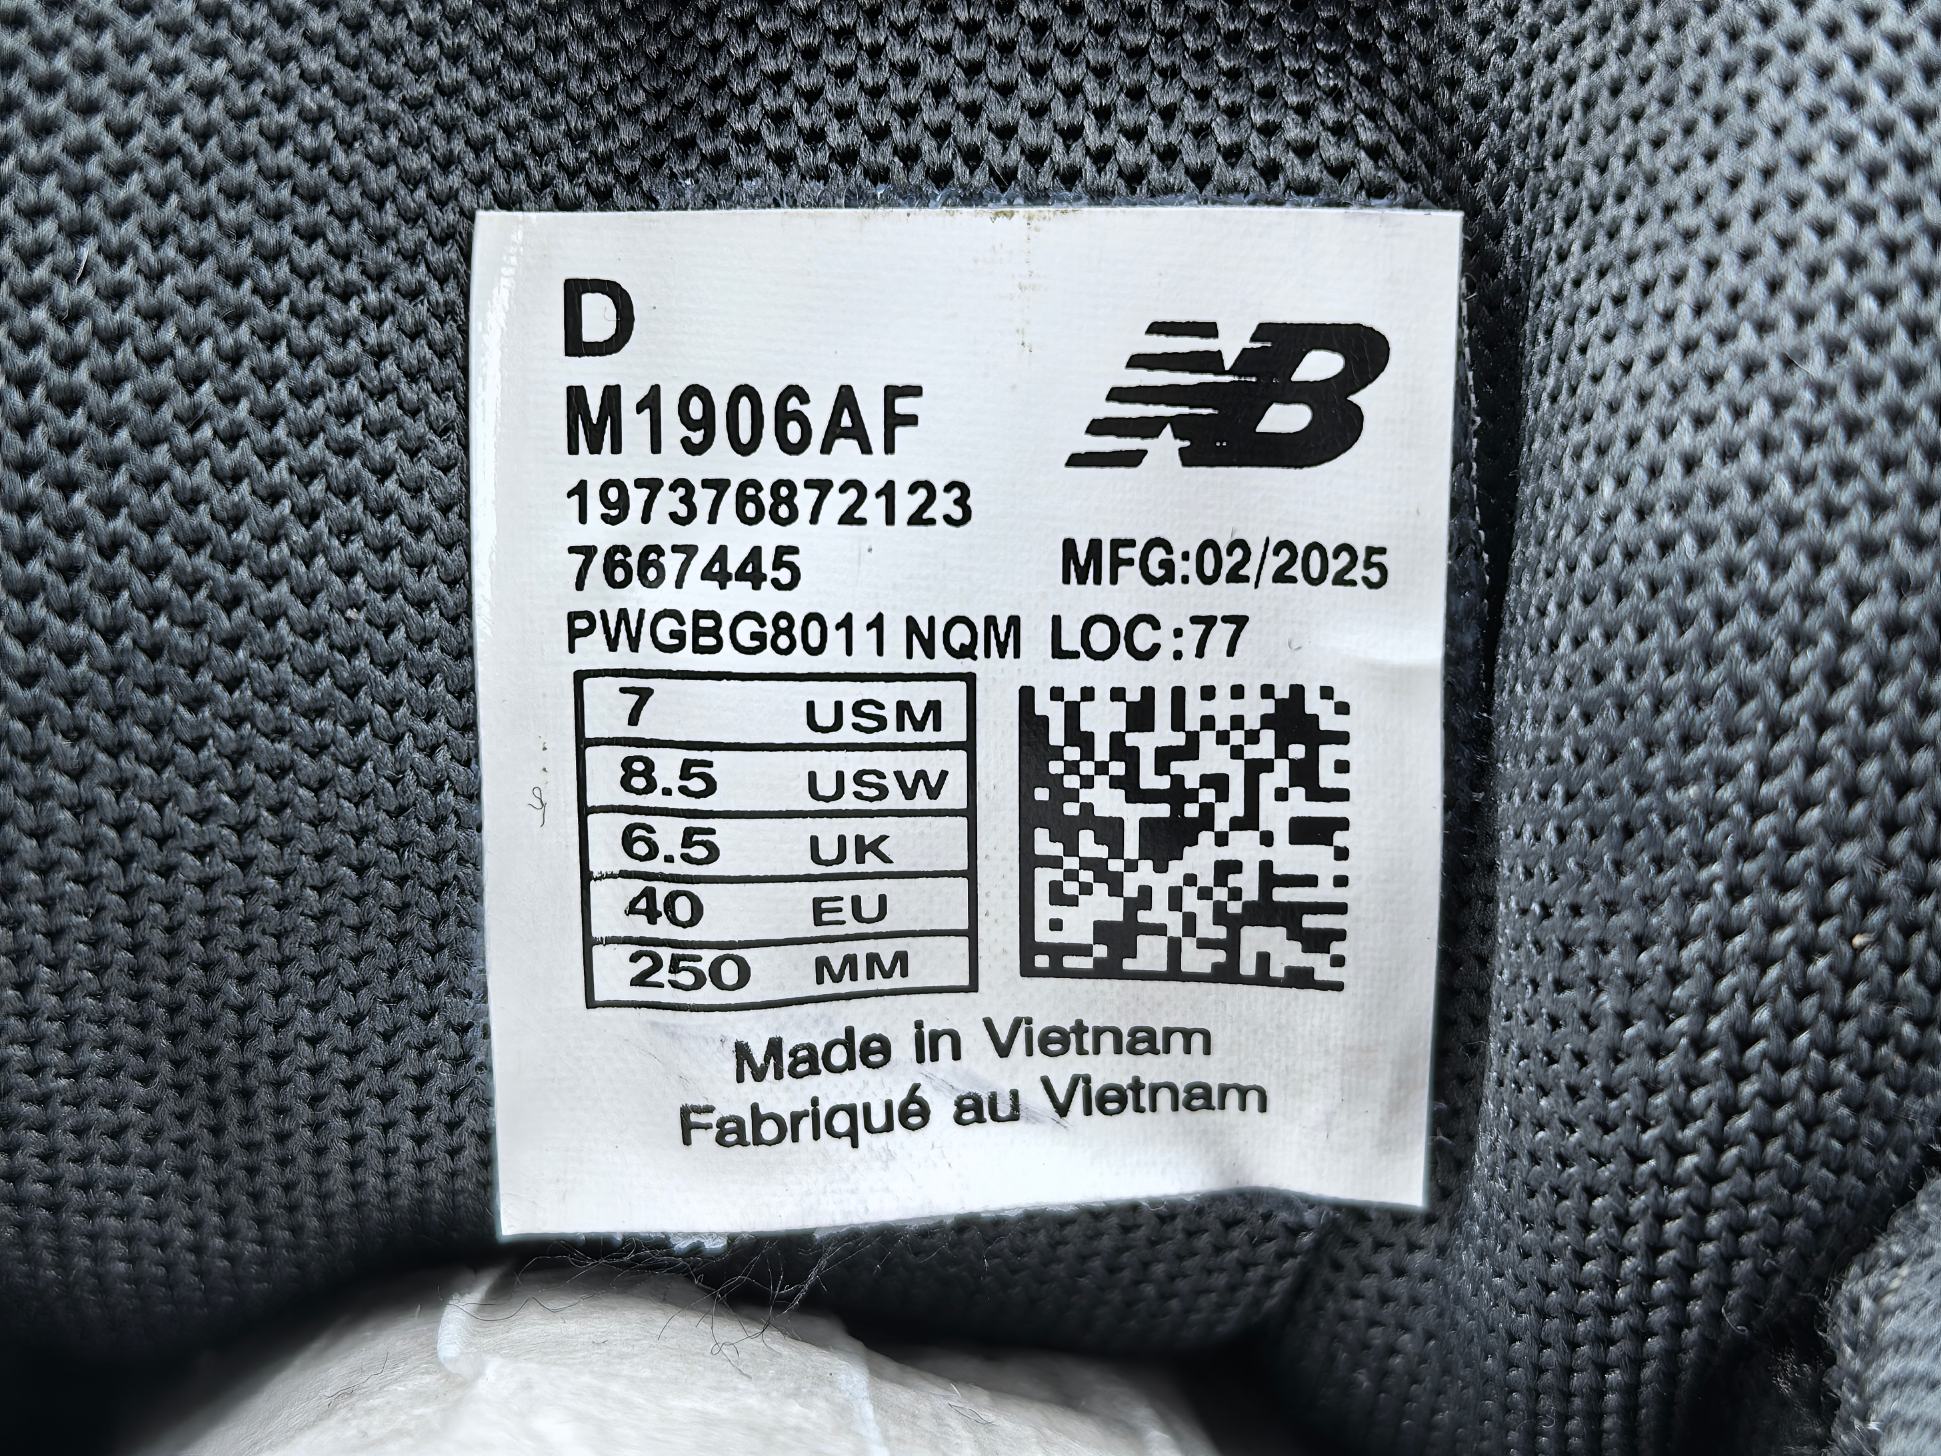 D
NB
M1906AF
197376872123
7667445 MFG:02/2025
PWGBG8011 NQM LOC:77
7 USM
8.5 USW
6.5 UK
40 EU
250 MM
Made in Vietnam
Fabriqué au Vietnam